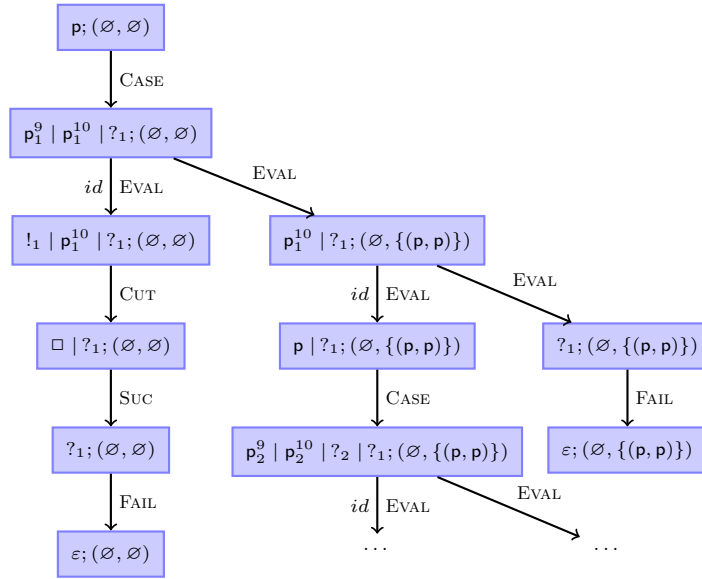 p; (∅, ∅)
CASE
p₁⁹ | p₁¹⁰ | ?₁; (∅, ∅)
id EVAL
EVAL
!₁ | p₁¹⁰ | ?₁; (∅, ∅)
p₁¹⁰ | ?₁; (∅, {(p, p)})
CUT
id EVAL
EVAL
□ | ?₁; (∅, ∅)
p | ?₁; (∅, {(p, p)})
?₁; (∅, {(p, p)})
SUC
CASE
FAIL
?₁; (∅, ∅)
p₂⁹ | p₂¹⁰ | ?₂ | ?₁; (∅, {(p, p)})
ε; (∅, {(p, p)})
FAIL
id EVAL
EVAL
ε; (∅, ∅)
...
...